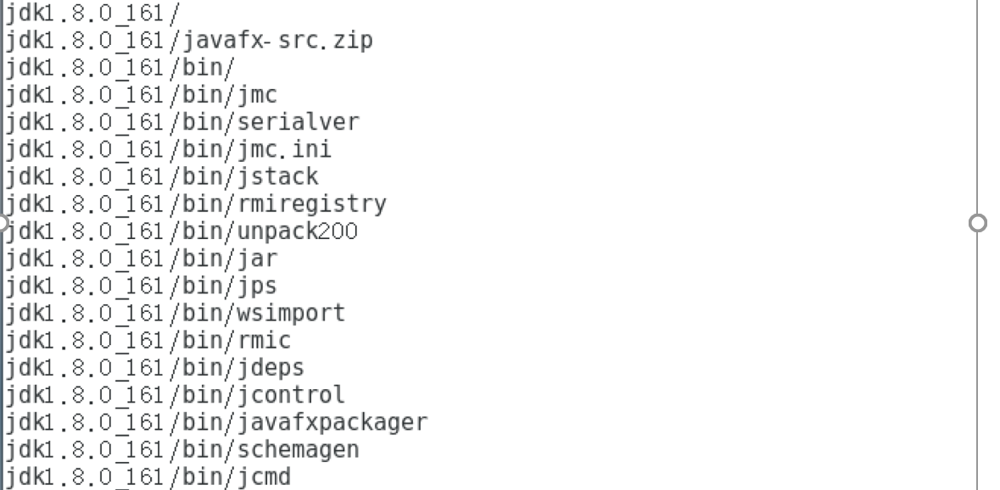 jdk1.8.0_161/
jdk1.8.0_161/javafx-src.zip
jdk1.8.0_161/bin/
jdk1.8.0_161/bin/jmc
jdk1.8.0_161/bin/serialver
jdk1.8.0_161/bin/jmc.ini
jdk1.8.0_161/bin/jstack
jdk1.8.0_161/bin/rmiregistry
jdk1.8.0_161/bin/unpack200
jdk1.8.0_161/bin/jar
jdk1.8.0_161/bin/jps
jdk1.8.0_161/bin/wsimport
jdk1.8.0_161/bin/rmic
jdk1.8.0_161/bin/jdeps
jdk1.8.0_161/bin/jcontrol
jdk1.8.0_161/bin/javafxpackager
jdk1.8.0_161/bin/schemagen
jdk1.8.0_161/bin/jcmd